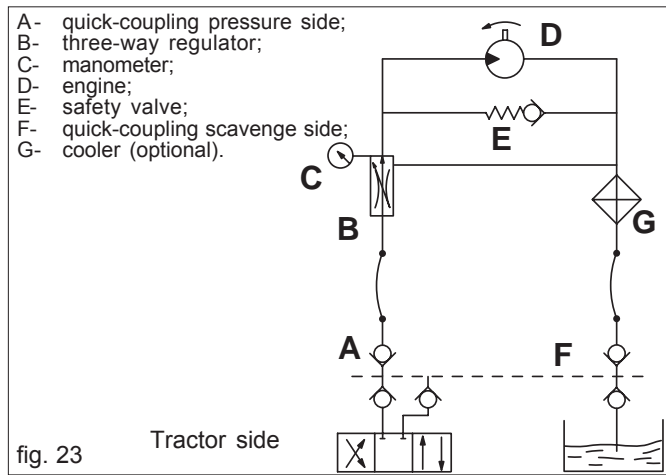 A- quick-coupling pressure side;
B- three-way regulator;
C- manometer;
D- engine;
E- safety valve;
F- quick-coupling scavenge side;
G- cooler (optional).
D
E
C
B
G
A
F
fig. 23
Tractor side